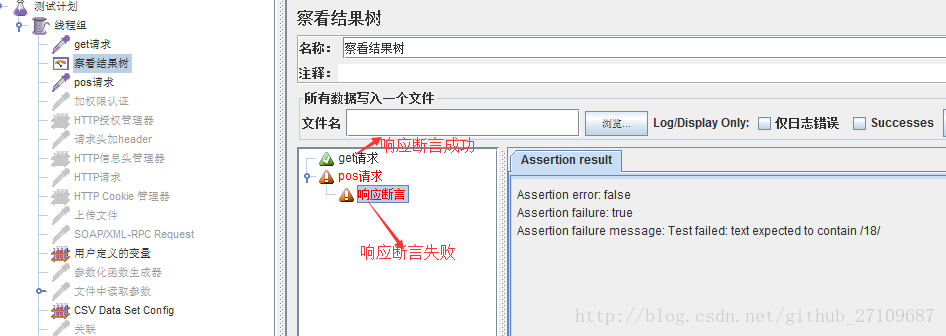 测试计划
线程组
get请求
察看结果树
pos请求
加权限认证
HTTP授权管理器
请求头加header
HTTP信息头管理器
HTTP请求
HTTP Cookie 管理器
上传文件
SOAP/XML-RPC Request
用户定义的变量
参数化函数生成器
文件中读取参数
CSV Data Set Config
关联
察看结果树
名称: 察看结果树
注释:
所有数据写入一个文件
文件名 浏览... Log/Display Only: 仅日志错误 Successes
get请求
响应断言成功
pos请求
响应断言
响应断言失败
Assertion result
Assertion error: false
Assertion failure: true
Assertion failure message: Test failed: text expected to contain /18/
http://blog.csdn.net/github_27109687